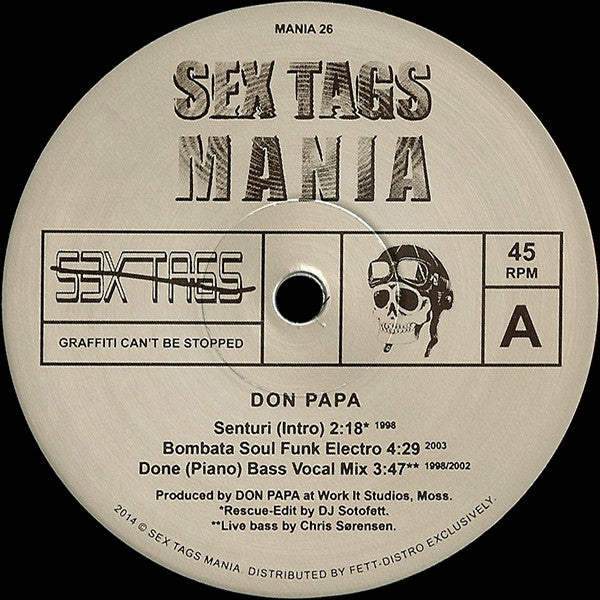 MANIA 26
SEX TAGS
MANIA
S3X TAGS
GRAFFITI CAN'T BE STOPPED
45
RPM
A
DON PAPA
Senturi (Intro) 2:18* 1998
Bombata Soul Funk Electro 4:29 2003
Done (Piano) Bass Vocal Mix 3:47** 1998/2002
Produced by DON PAPA at Work It Studios, Moss.
*Rescue-Edit by DJ Sotofett.
**Live bass by Chris Sørensen.
2014 © SEX TAGS MANIA. DISTRIBUTED BY FETT-DISTRO EXCLUSIVELY.